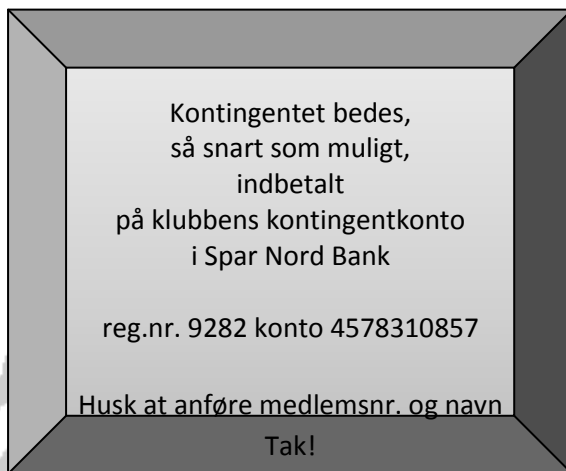 Kontingentet bedes,
så snart som muligt,
indbetalt
på klubbens kontingentkonto
i Spar Nord Bank
reg.nr. 9282 konto 4578310857
Husk at anføre medlemsnr. og navn
Tak!